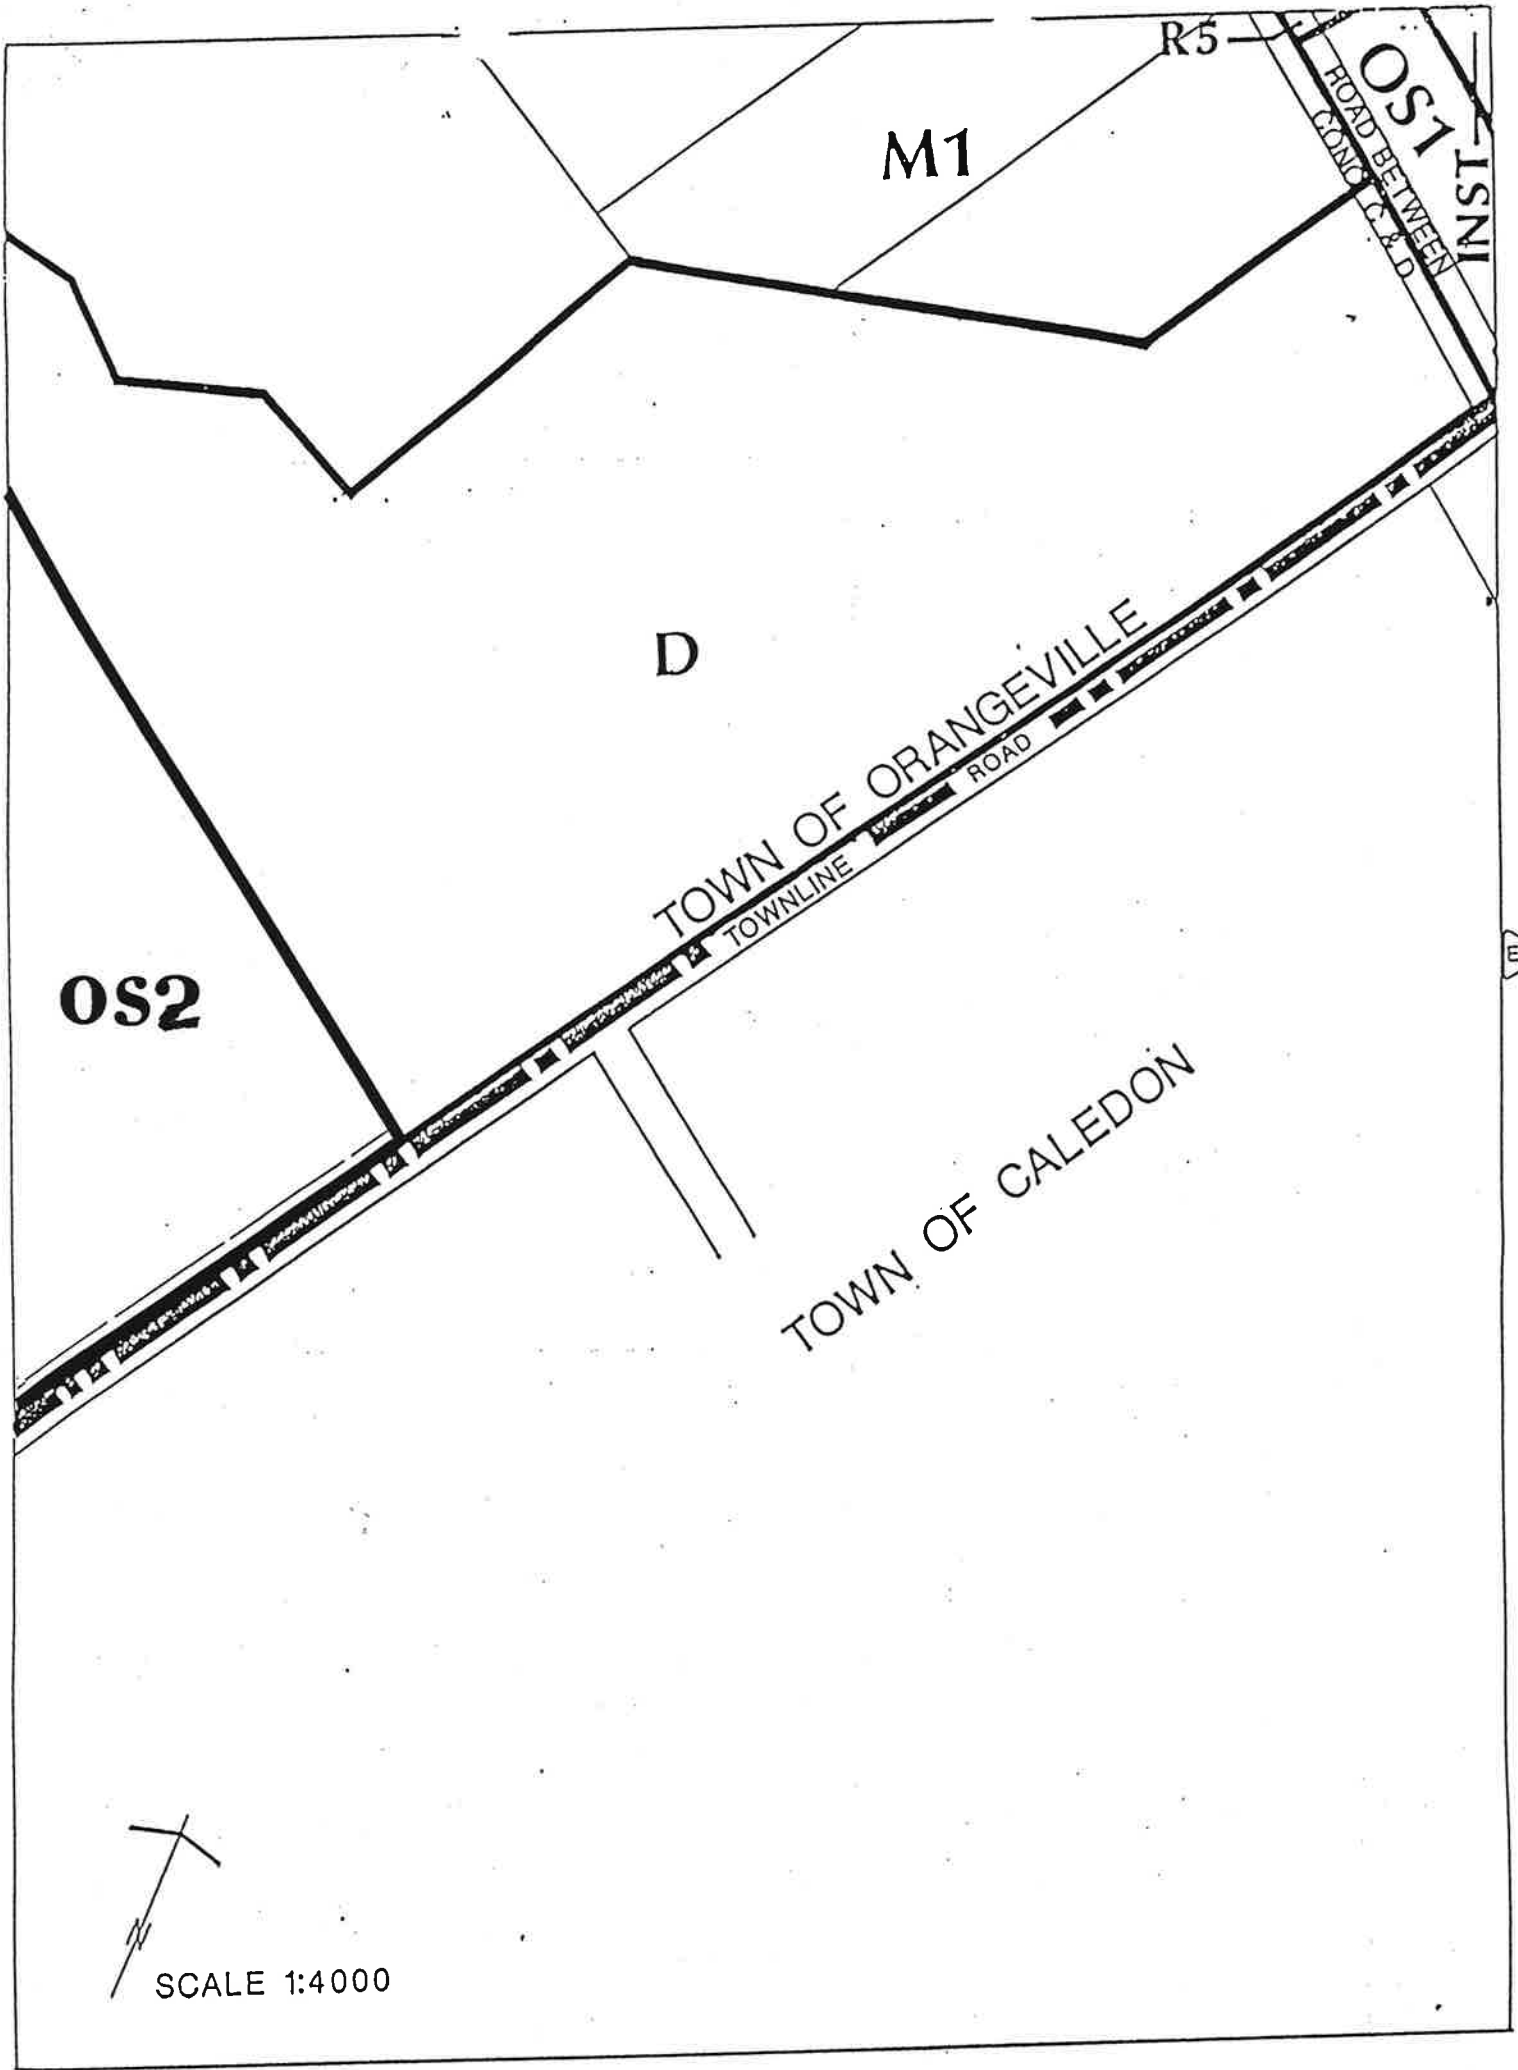 R5
OS1
ROAD BETWEEN
CONC C & D
INST
M1
D
TOWN OF ORANGEVILLE
TOWNLINE ROAD
OS2
E
TOWN OF CALEDON
N
SCALE 1:4000